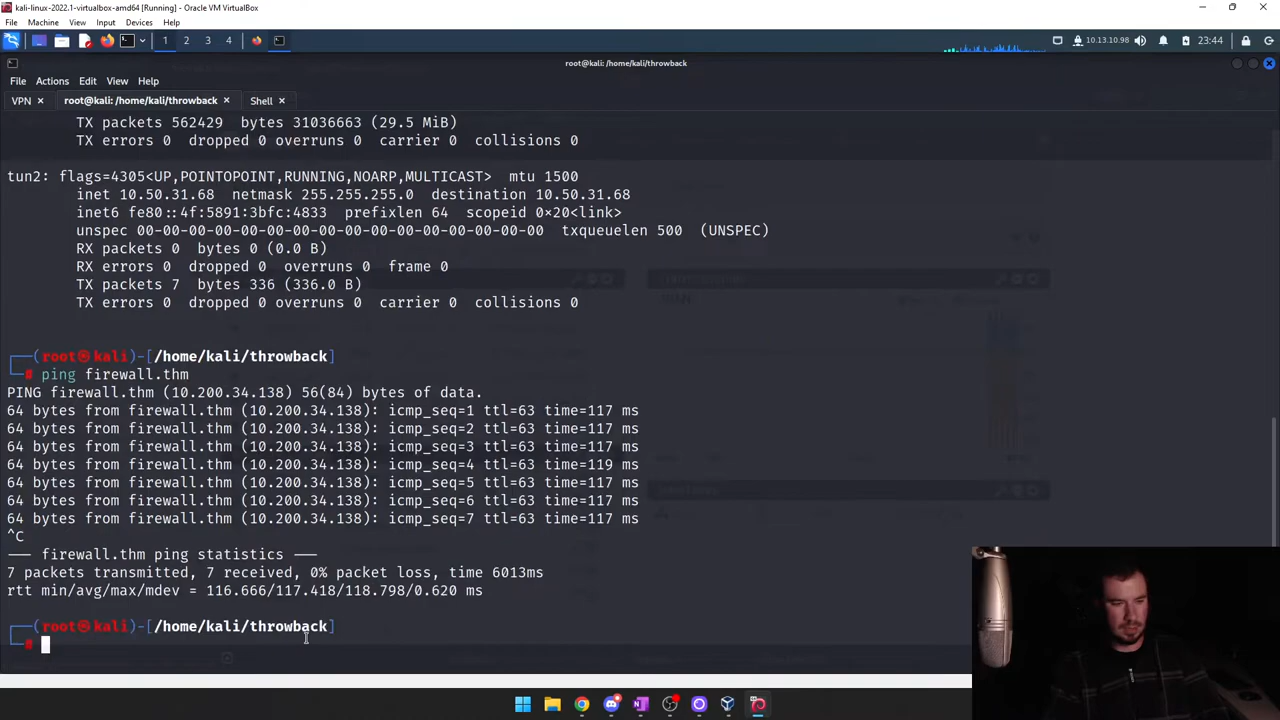 kali-linux-2022.1-virtualbox-amd64 [Running] - Oracle VM VirtualBox
File Machine View Input Devices Help
1 2 3 4 10.13.10.98 23:44
root@kali: /home/kali/throwback
File Actions Edit View Help
VPN × root@kali: /home/kali/throwback × Shell ×
TX packets 562429 bytes 31036663 (29.5 MiB)
TX errors 0 dropped 0 overruns 0 carrier 0 collisions 0
tun2: flags=4305<UP,POINTOPOINT,RUNNING,NOARP,MULTICAST> mtu 1500
inet 10.50.31.68 netmask 255.255.255.0 destination 10.50.31.68
inet6 fe80::4f:5891:3bfc:4833 prefixlen 64 scopeid 0×20<link>
unspec 00-00-00-00-00-00-00-00-00-00-00-00-00-00-00-00 txqueuelen 500 (UNSPEC)
RX packets 0 bytes 0 (0.0 B)
RX errors 0 dropped 0 overruns 0 frame 0
TX packets 7 bytes 336 (336.0 B)
TX errors 0 dropped 0 overruns 0 carrier 0 collisions 0
┌──(root㉿kali)-[/home/kali/throwback]
└─# ping firewall.thm
PING firewall.thm (10.200.34.138) 56(84) bytes of data.
64 bytes from firewall.thm (10.200.34.138): icmp_seq=1 ttl=63 time=117 ms
64 bytes from firewall.thm (10.200.34.138): icmp_seq=2 ttl=63 time=117 ms
64 bytes from firewall.thm (10.200.34.138): icmp_seq=3 ttl=63 time=117 ms
64 bytes from firewall.thm (10.200.34.138): icmp_seq=4 ttl=63 time=119 ms
64 bytes from firewall.thm (10.200.34.138): icmp_seq=5 ttl=63 time=117 ms
64 bytes from firewall.thm (10.200.34.138): icmp_seq=6 ttl=63 time=117 ms
64 bytes from firewall.thm (10.200.34.138): icmp_seq=7 ttl=63 time=117 ms
^C
─── firewall.thm ping statistics ───
7 packets transmitted, 7 received, 0% packet loss, time 6013ms
rtt min/avg/max/mdev = 116.666/117.418/118.798/0.620 ms
┌──(root㉿kali)-[/home/kali/throwback]
└─#